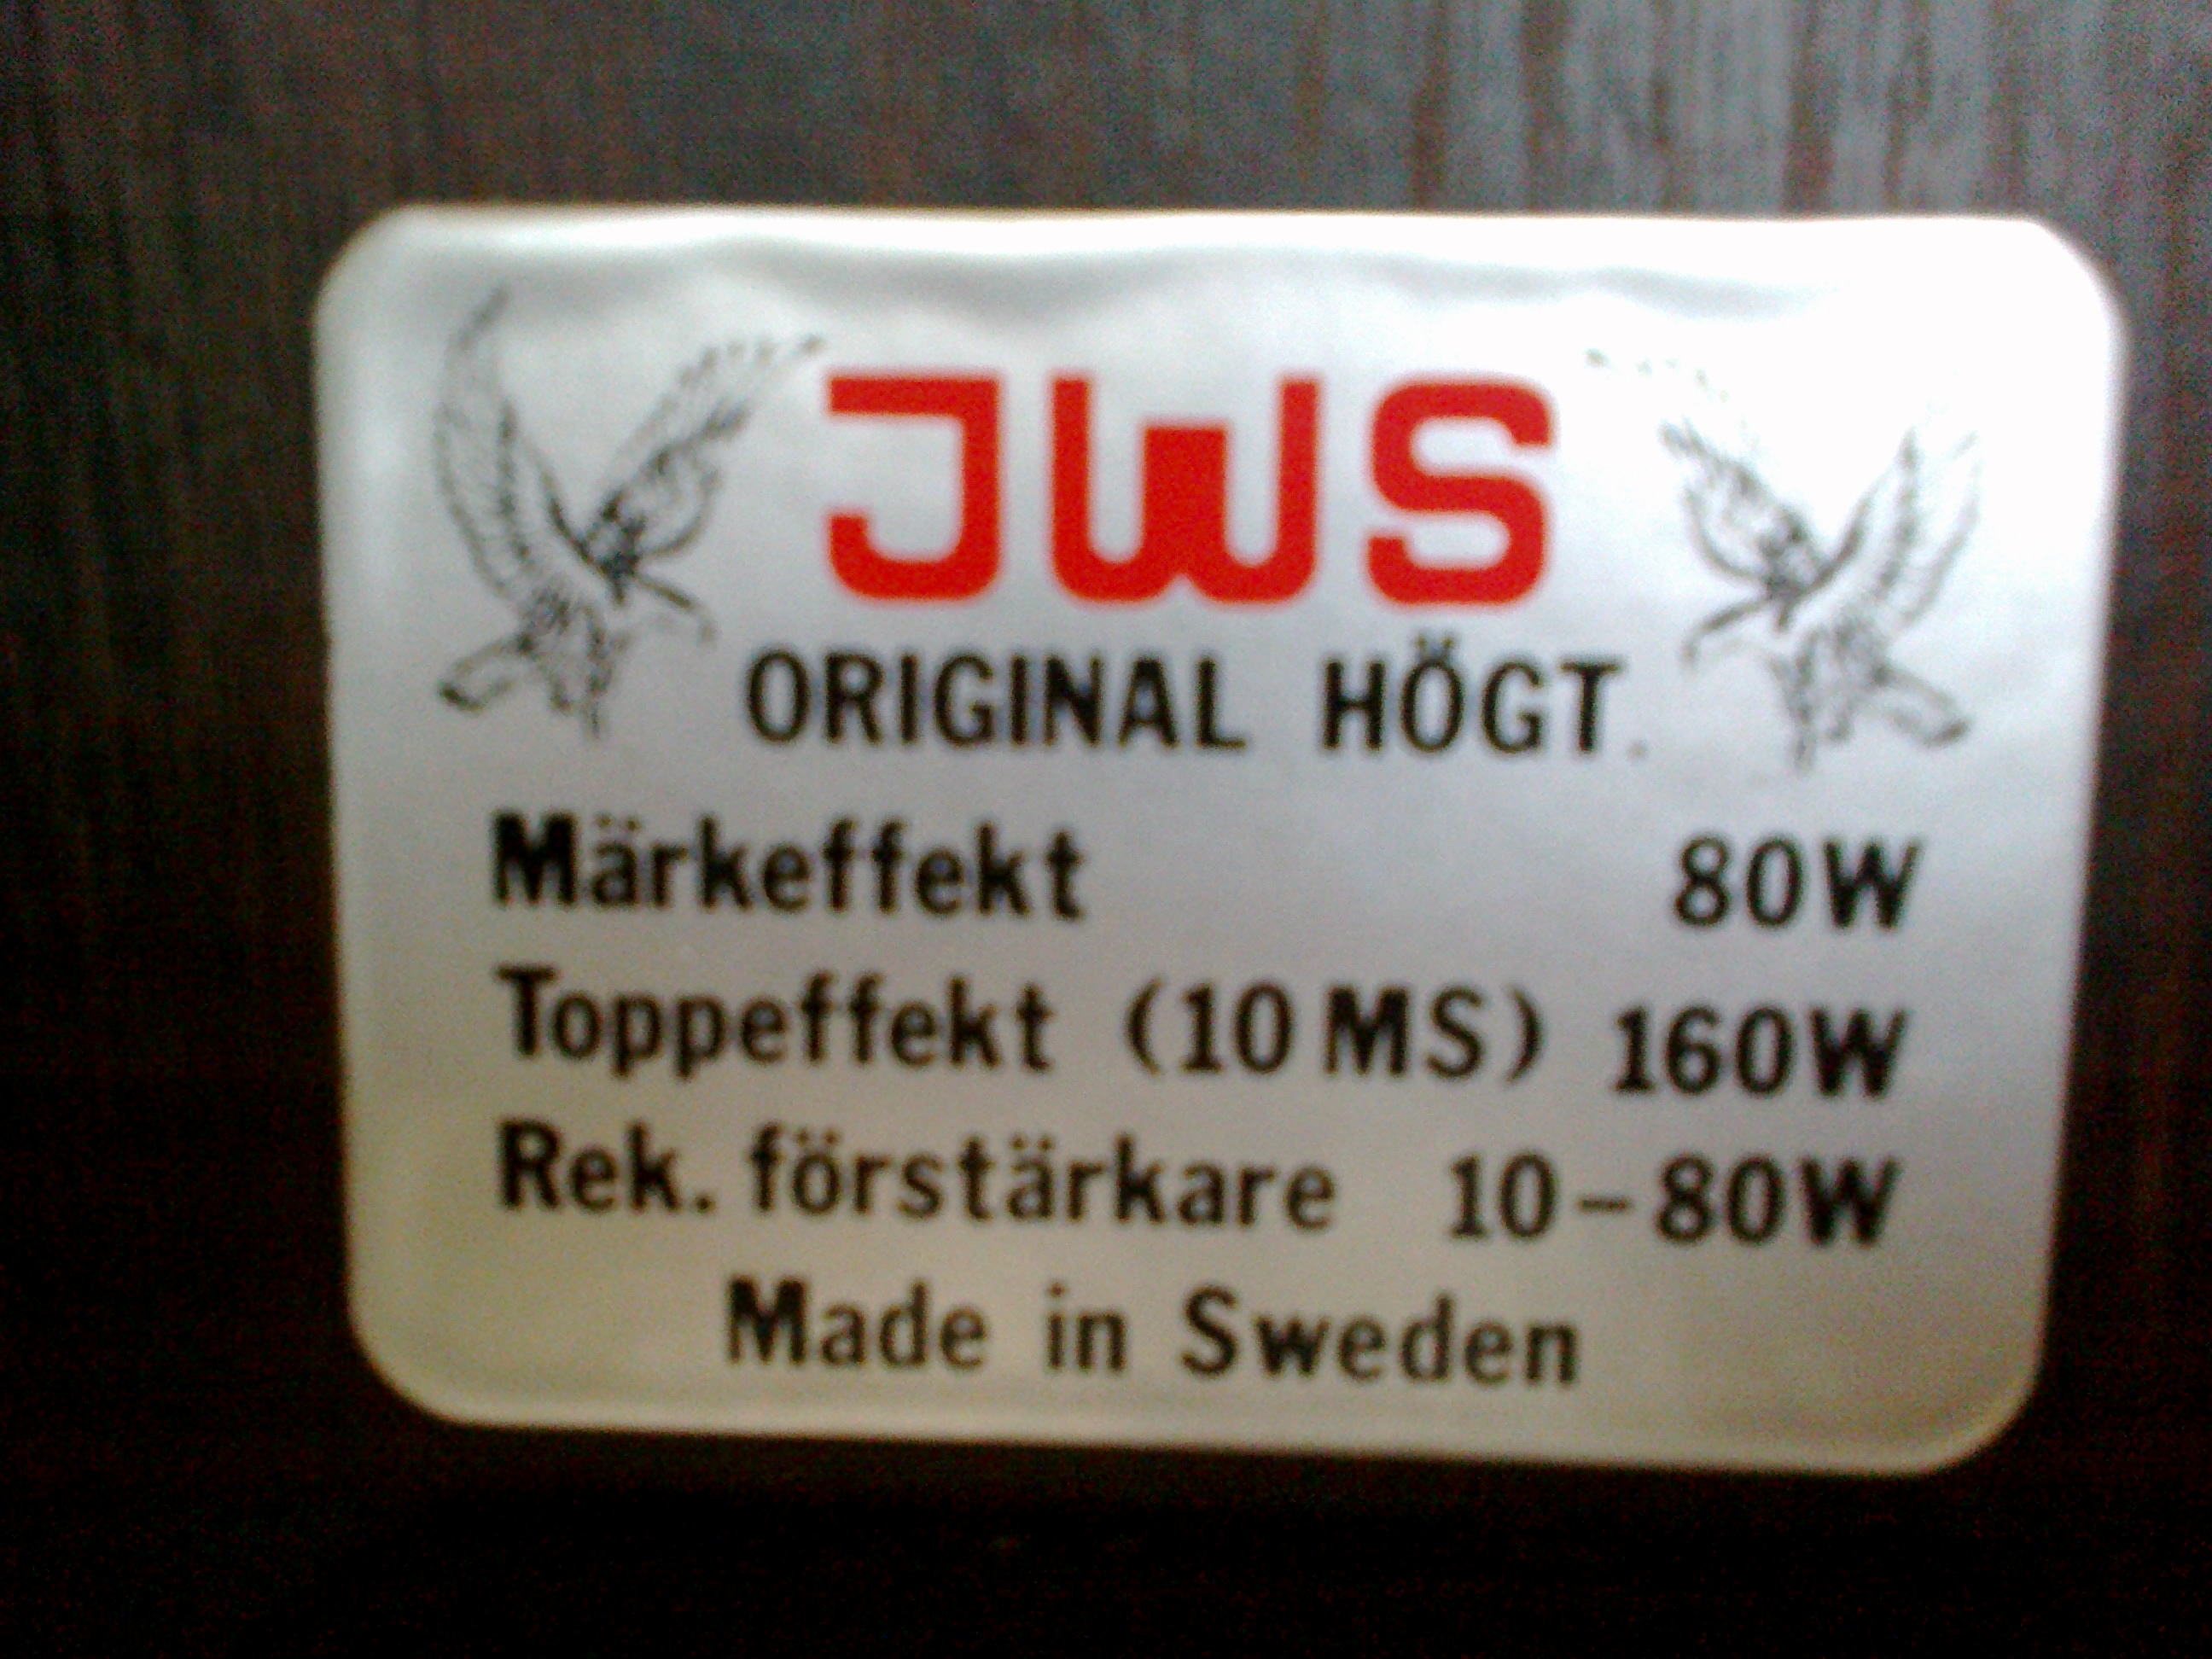 JWS
ORIGINAL HÖGT.
Märkeffekt 80W
Toppeffekt (10 MS) 160W
Rek. förstärkare 10-80W
Made in Sweden